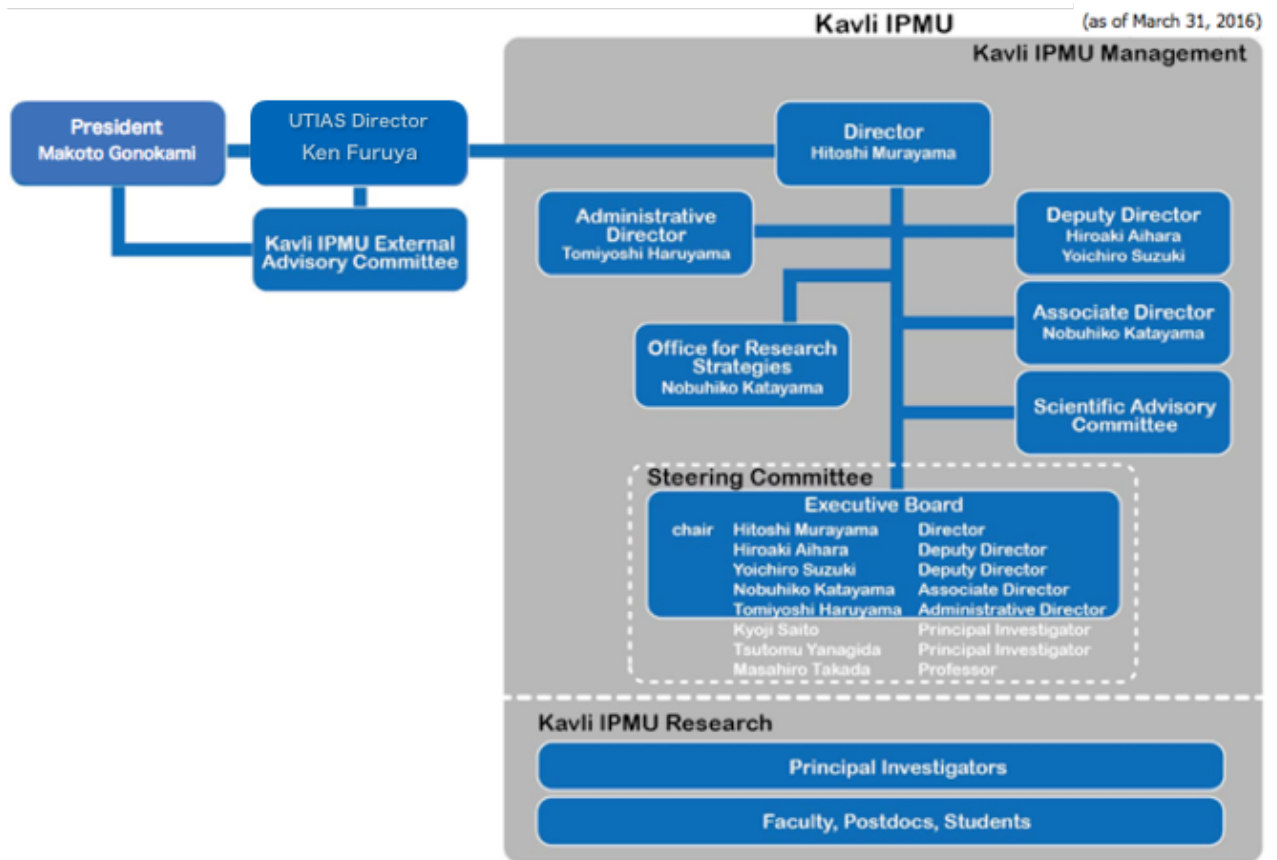 Kavli IPMU
(as of March 31, 2016)
Kavli IPMU Management
President
Makoto Gonokami
UTIAS Director
Ken Furuya
Director
Hitoshi Murayama
Kavli IPMU External
Advisory Committee
Administrative
Director
Tomiyoshi Haruyama
Deputy Director
Hiroaki Aihara
Yoichiro Suzuki
Office for Research
Strategies
Nobuhiko Katayama
Associate Director
Nobuhiko Katayama
Scientific Advisory
Committee
Steering Committee
Executive Board
chair Hitoshi Murayama Director
Hiroaki Aihara Deputy Director
Yoichiro Suzuki Deputy Director
Nobuhiko Katayama Associate Director
Tomiyoshi Haruyama Administrative Director
Kyoji Saito Principal Investigator
Tsutomu Yanagida Principal Investigator
Masahiro Takada Professor
Kavli IPMU Research
Principal Investigators
Faculty, Postdocs, Students